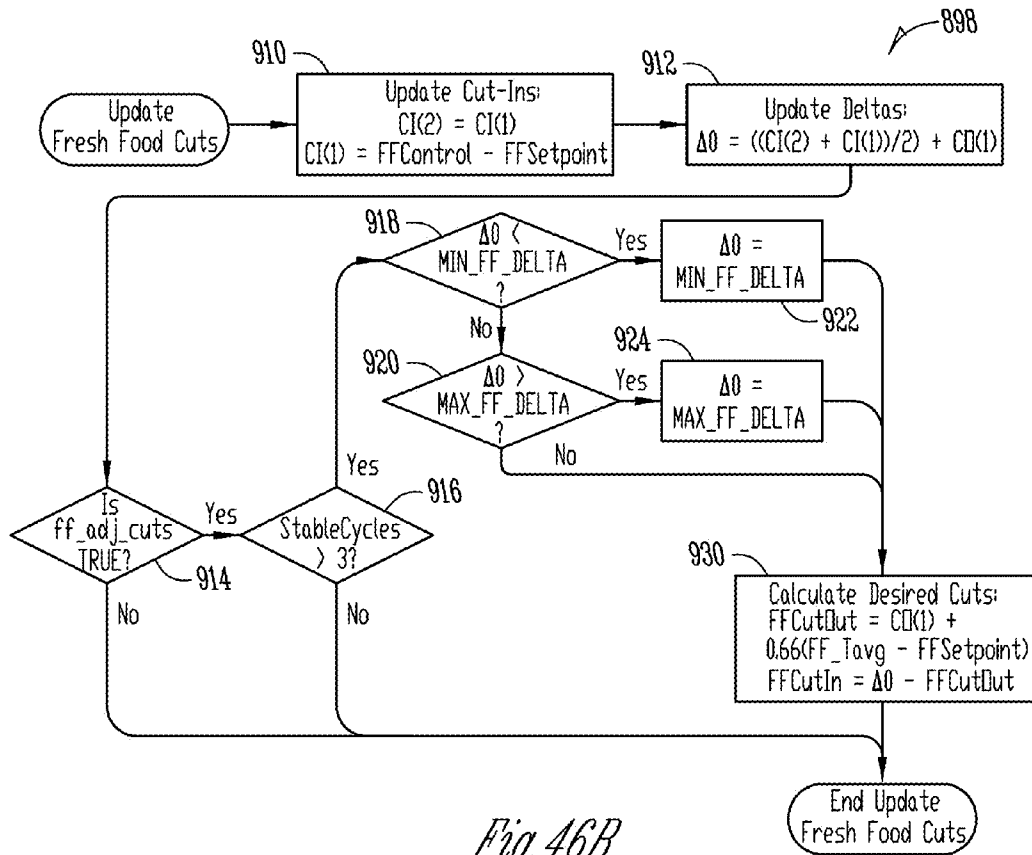 898
910
912
Update
Fresh Food Cuts
Update Cut-Ins:
CI(2) = CI(1)
CI(1) = FFControl - FFSetpoint
Update Deltas:
Δ0 = ((CI(2) + CI(1))/2) + CO(1)
918
Δ0 <
MIN_FF_DELTA
?
Yes
Δ0 =
MIN_FF_DELTA
922
No
920
Δ0 >
MAX_FF_DELTA
?
Yes
924
Δ0 =
MAX_FF_DELTA
No
Is
ff_adj_cuts
TRUE?
914
Yes
No
StableCycles
> 3?
916
Yes
No
930
Calculate Desired Cuts:
FFCutOut = CO(1) +
0.66(FF_Tavg - FFSetpoint)
FFCutIn = Δ0 - FFCutOut
End Update
Fresh Food Cuts
Fig. 46B